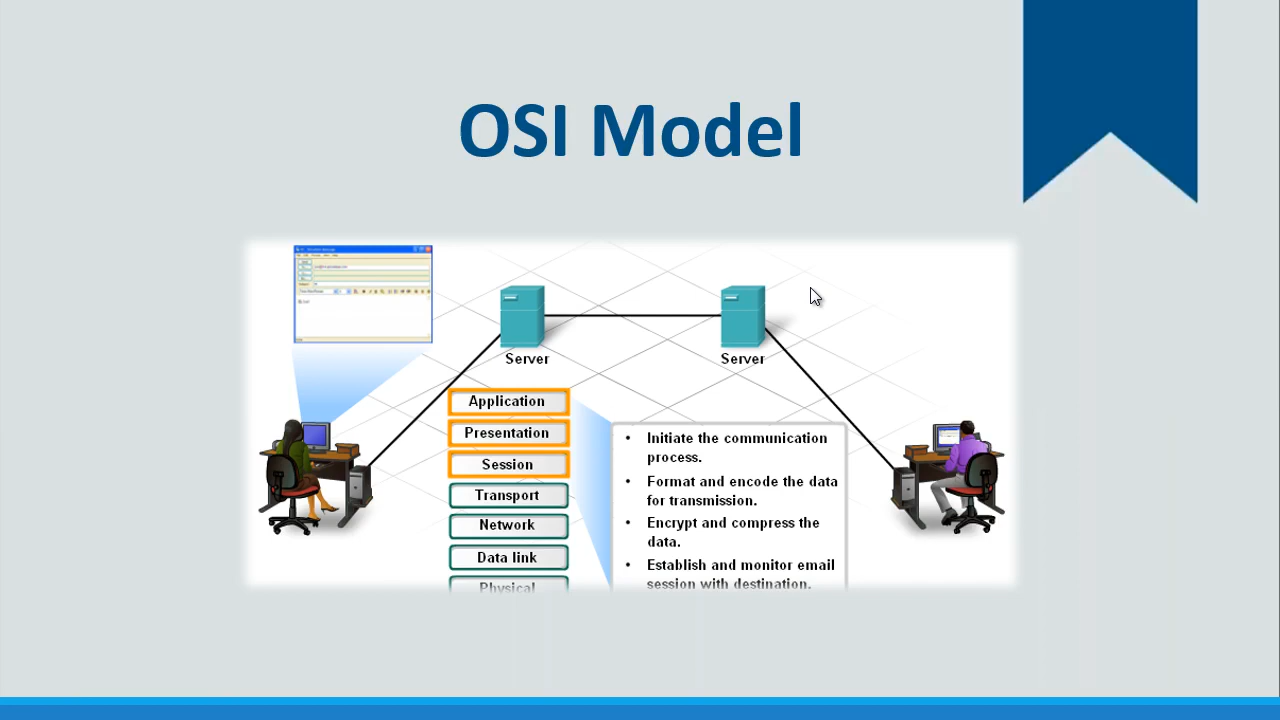 OSI Model
Server
Server
Application
Presentation
Session
Transport
Network
Data link
Physical
• Initiate the communication
process.
• Format and encode the data
for transmission.
• Encrypt and compress the
data.
• Establish and monitor email
session with destination.